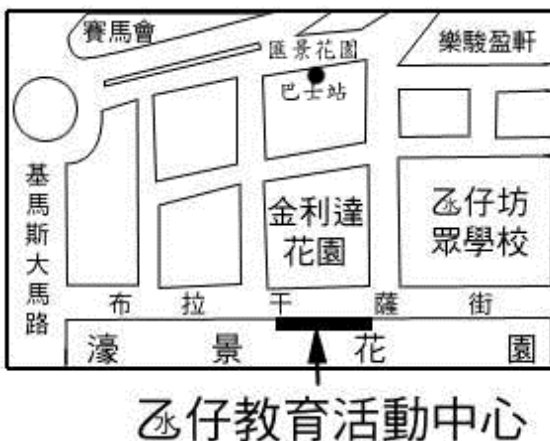 賽馬會
匯景花園
樂駿盈軒
巴士站
基馬斯大馬路
金利達
花園
氹仔坊
眾學校
布拉干薩街
濠景花園
氹仔教育活動中心